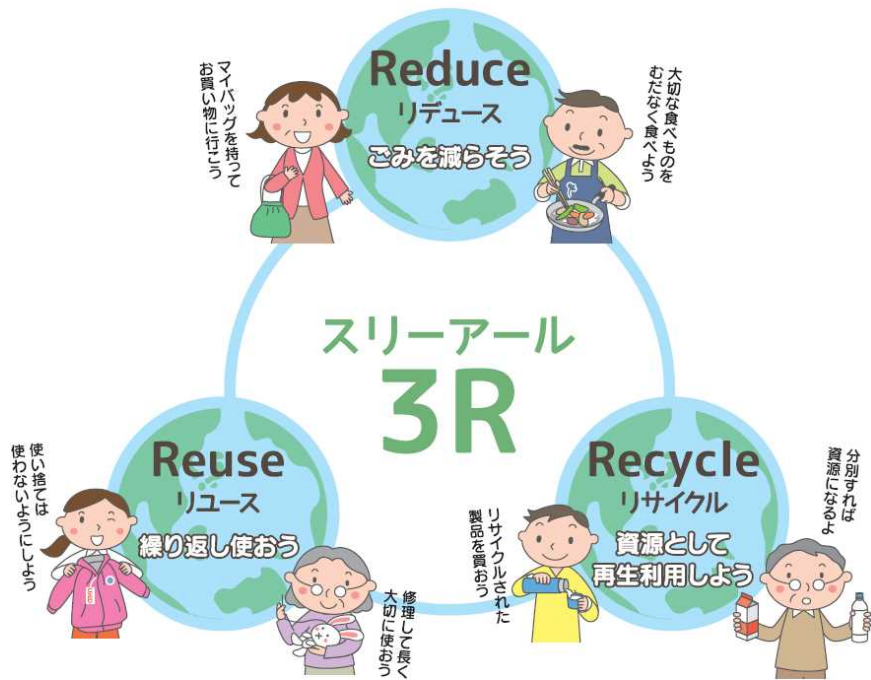 Reduce
リデュース
ごみを減らそう
マイバッグを持って
お買い物に行こう
大切な食べものを
むだなく食べよう
スリーアール
3R
Reuse
リユース
繰り返し使おう
使い捨ては
使わないようにしよう
修理して長く
大切に使おう
Recycle
リサイクル
資源として
再生利用しよう
リサイクルされた
製品を買おう
分別すれば
資源になるよ